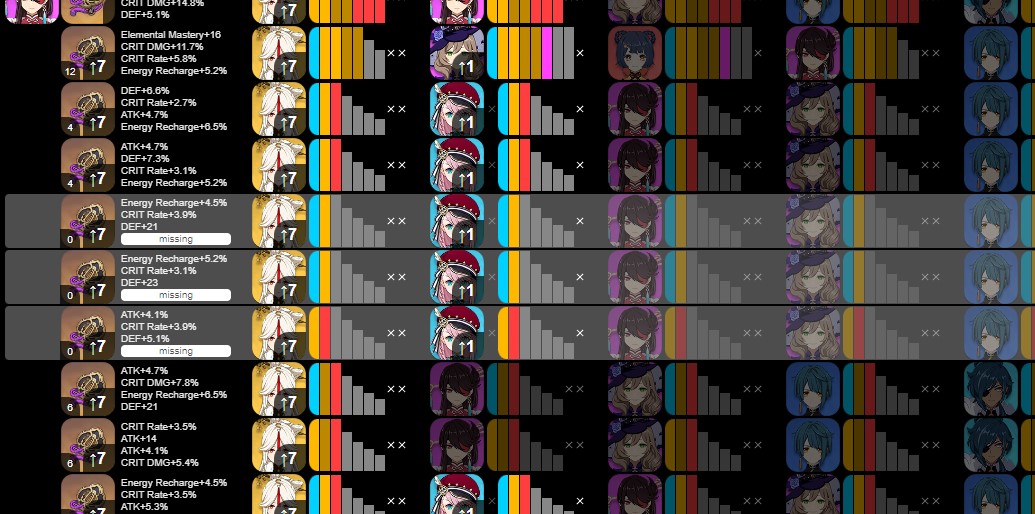 CRIT DMG+14.8%
DEF+5.1%
↑7
↑1
Elemental Mastery+16
CRIT DMG+11.7%
CRIT Rate+5.8%
Energy Recharge+5.2%
12 ↑7
↑7
××
↑1
×
DEF+6.6%
CRIT Rate+2.7%
ATK+4.7%
Energy Recharge+6.5%
4 ↑7
↑7
××
↑1
×
××
××
ATK+4.7%
DEF+7.3%
CRIT Rate+3.1%
Energy Recharge+5.2%
4 ↑7
↑7
××
↑1
×
××
××
Energy Recharge+4.5%
CRIT Rate+3.9%
DEF+21
missing
0 ↑7
↑7
××
↑1
×
××
××
Energy Recharge+5.2%
CRIT Rate+3.1%
DEF+23
missing
0 ↑7
↑7
××
↑1
×
××
××
ATK+4.1%
CRIT Rate+3.9%
DEF+5.1%
missing
0 ↑7
↑7
××
↑1
×
××
××
ATK+4.7%
CRIT DMG+7.8%
Energy Recharge+6.5%
DEF+21
6 ↑7
↑7
××
××
××
××
CRIT Rate+3.5%
ATK+14
ATK+4.1%
CRIT DMG+5.4%
6 ↑7
↑7
××
××
××
××
Energy Recharge+4.5%
CRIT Rate+3.5%
ATK+5.3%
↑7
↑7
××
↑1
×
××
××